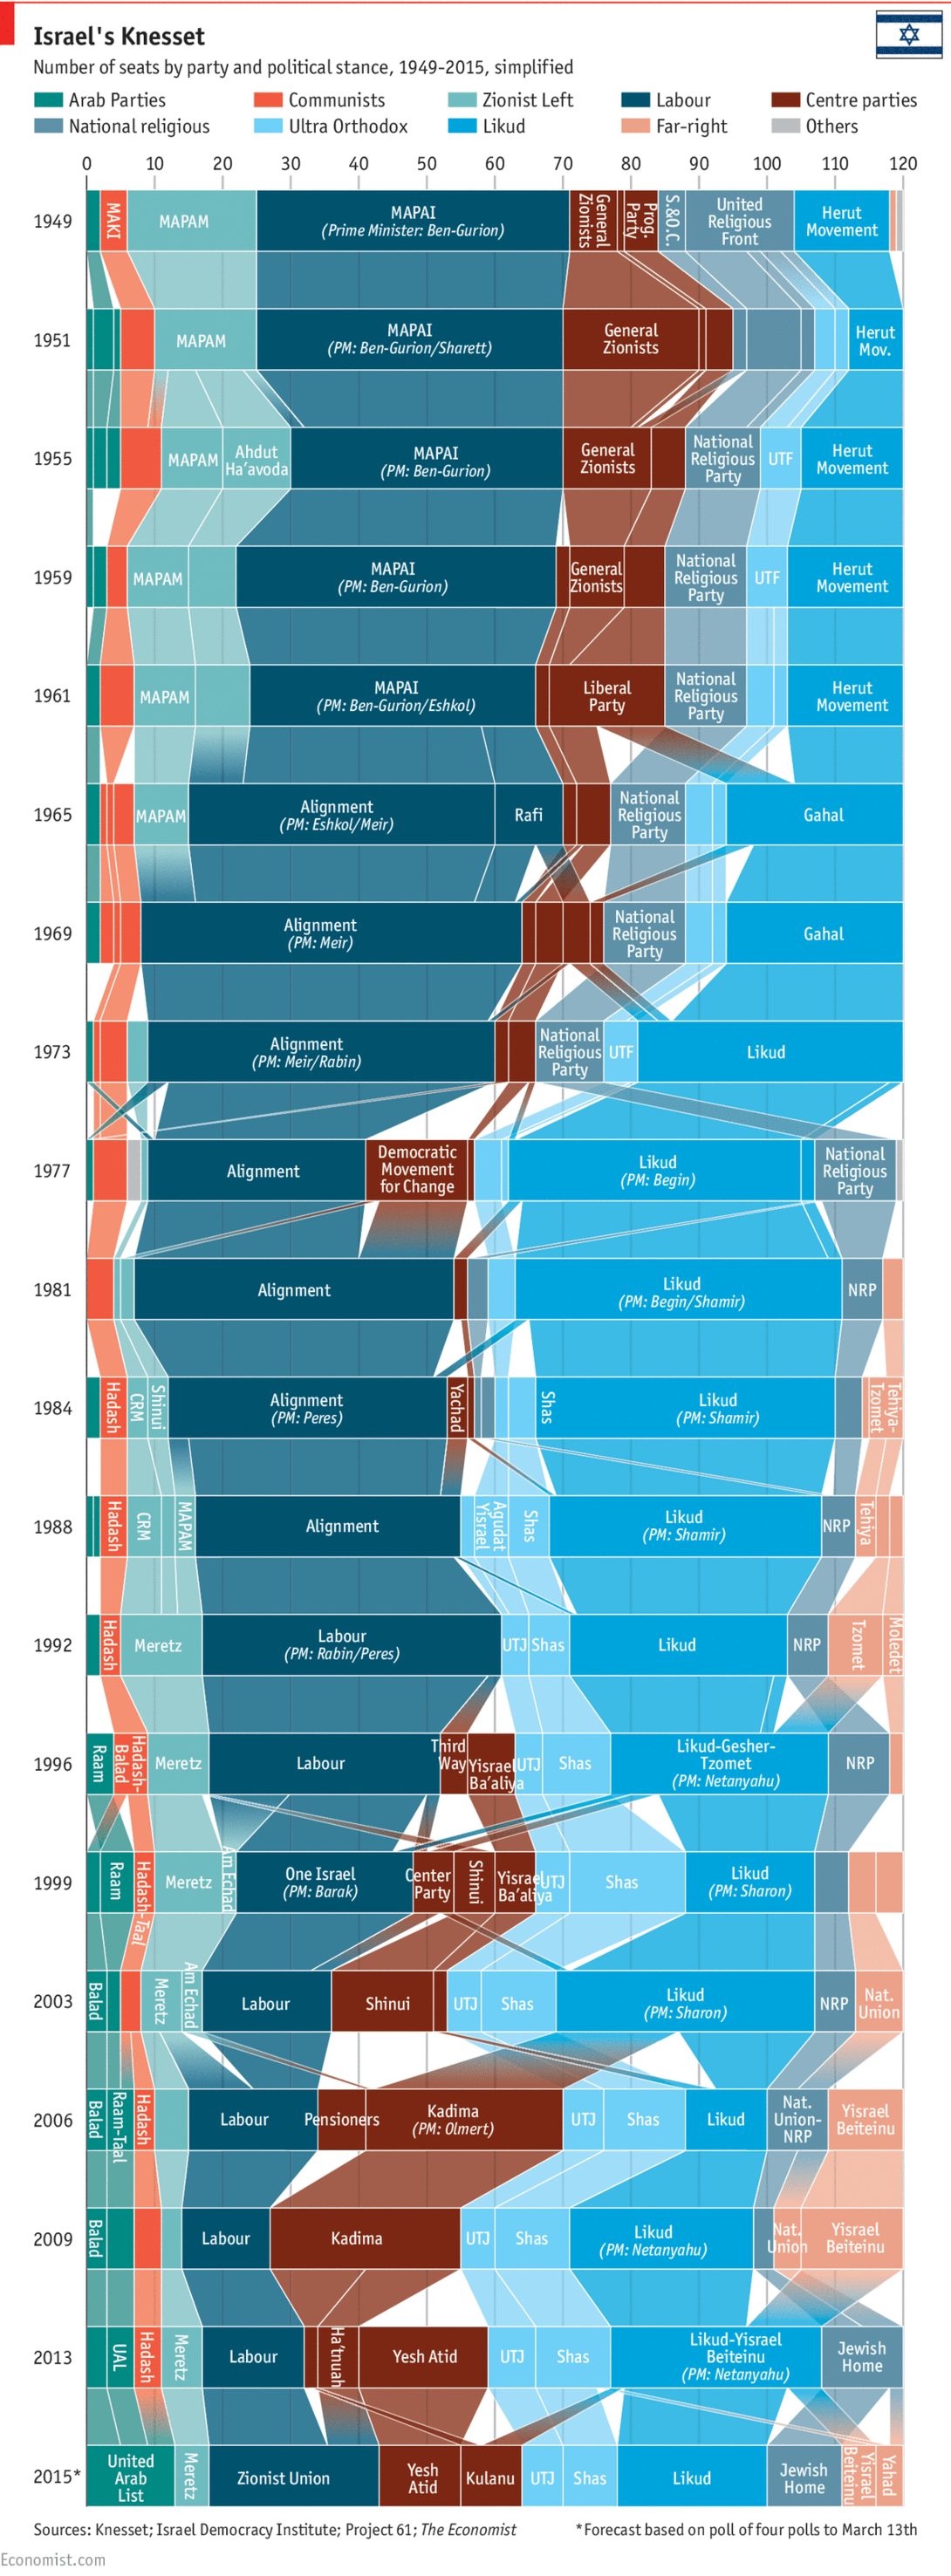 Israel's Knesset
Number of seats by party and political stance, 1949-2015, simplified
Arab Parties
Communists
Zionist Left
Labour
Centre parties
National religious
Ultra Orthodox
Likud
Far-right
Others
0 10 20 30 40 50 60 70 80 90 100 110 120
1949
MAKI
MAPAM
MAPAI
(Prime Minister: Ben-Gurion)
General
Zionists
Prog.
Party
S.&O.C.
United
Religious
Front
Herut
Movement
1951
MAPAM
MAPAI
(PM: Ben-Gurion/Sharett)
General
Zionists
Herut
Mov.
1955
MAPAM
Ahdut
Ha'avoda
MAPAI
(PM: Ben-Gurion)
General
Zionists
National
Religious
Party
UTF
Herut
Movement
1959
MAPAM
MAPAI
(PM: Ben-Gurion)
General
Zionists
National
Religious
Party
UTF
Herut
Movement
1961
MAPAM
MAPAI
(PM: Ben-Gurion/Eshkol)
Liberal
Party
National
Religious
Party
Herut
Movement
1965
MAPAM
Alignment
(PM: Eshkol/Meir)
Rafi
National
Religious
Party
Gahal
1969
Alignment
(PM: Meir)
National
Religious
Party
Gahal
1973
Alignment
(PM: Meir/Rabin)
National
Religious
Party
UTF
Likud
1977
Alignment
Democratic
Movement
for Change
Likud
(PM: Begin)
National
Religious
Party
1981
Alignment
Likud
(PM: Begin/Shamir)
NRP
1984
Hadash
CRM
Shinui
Alignment
(PM: Peres)
Yachad
Shas
Likud
(PM: Shamir)
Tehiya-
Tzomet
1988
Hadash
CRM
MAPAM
Alignment
Agudat
Yisrael
Shas
Likud
(PM: Shamir)
NRP
Tehiya
1992
Hadash
Meretz
Labour
(PM: Rabin/Peres)
UTJ
Shas
Likud
NRP
Tzomet
Moledet
1996
Raam
Hadash-
Balad
Meretz
Labour
Third
Way
Yisrael
Ba'aliya
UTJ
Shas
Likud-Gesher-
Tzomet
(PM: Netanyahu)
NRP
1999
Raam
Hadash-Taal
Meretz
Am Echad
One Israel
(PM: Barak)
Center
Party
Shinui
Yisrael
Ba'aliya
UTJ
Shas
Likud
(PM: Sharon)
2003
Balad
Meretz
Am Echad
Labour
Shinui
UTJ
Shas
Likud
(PM: Sharon)
NRP
Nat.
Union
2006
Balad
Raam-Taal
Hadash
Labour
Pensioners
Kadima
(PM: Olmert)
UTJ
Shas
Likud
Nat.
Union-
NRP
Yisrael
Beiteinu
2009
Balad
Labour
Kadima
UTJ
Shas
Likud
(PM: Netanyahu)
Nat.
Union
Yisrael
Beiteinu
2013
UAL
Hadash
Meretz
Labour
Ha'tnuah
Yesh Atid
UTJ
Shas
Likud-Yisrael
Beiteinu
(PM: Netanyahu)
Jewish
Home
2015*
United
Arab
List
Meretz
Zionist Union
Yesh
Atid
Kulanu
UTJ
Shas
Likud
Jewish
Home
Yisrael
Beiteinu
Yahad
Sources: Knesset; Israel Democracy Institute; Project 61; The Economist
*Forecast based on poll of four polls to March 13th
Economist.com